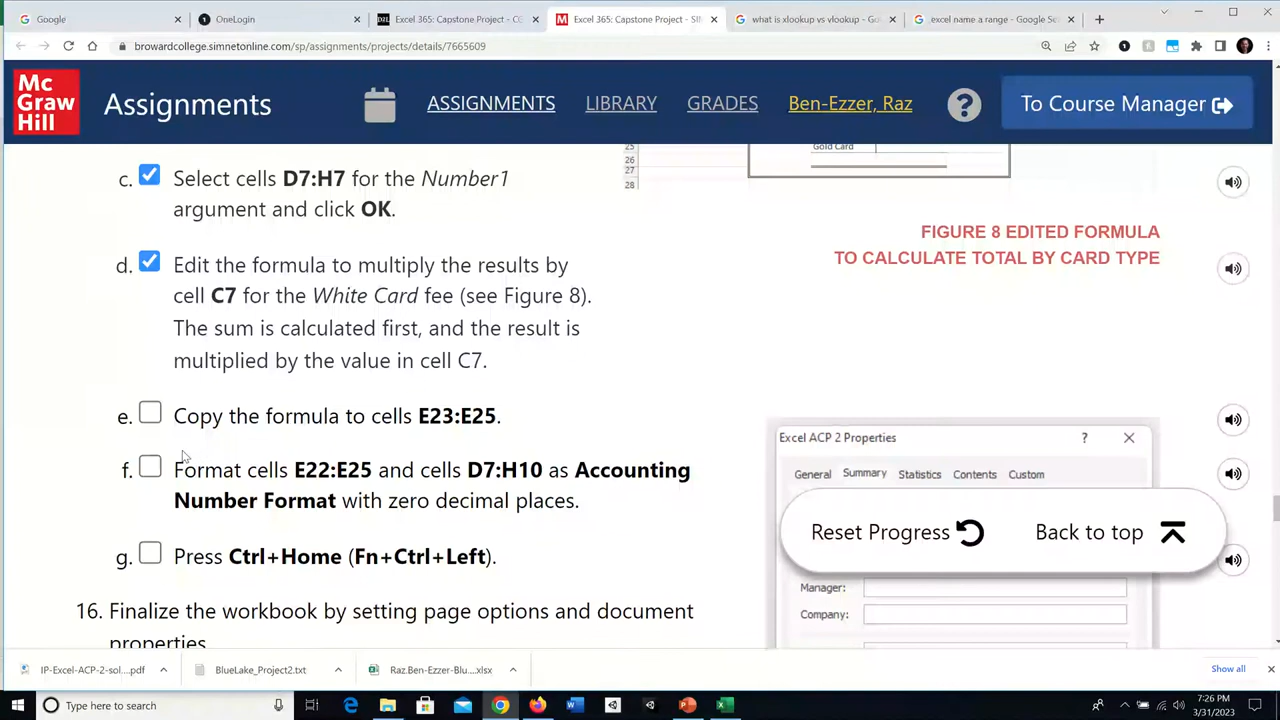 Google
OneLogin
Excel 365: Capstone Project - CG
Excel 365: Capstone Project - SIM
what is xlookup vs vlookup - Goo
excel name a range - Google Sea
browardcollege.simnetonline.com/sp/assignments/projects/details/7665609
Mc Graw Hill
Assignments
ASSIGNMENTS
LIBRARY
GRADES
Ben-Ezzer, Raz
To Course Manager
25
Gold Card
26
27
28
c. Select cells D7:H7 for the Number1
argument and click OK.
FIGURE 8 EDITED FORMULA
TO CALCULATE TOTAL BY CARD TYPE
d. Edit the formula to multiply the results by
cell C7 for the White Card fee (see Figure 8).
The sum is calculated first, and the result is
multiplied by the value in cell C7.
e. Copy the formula to cells E23:E25.
f. Format cells E22:E25 and cells D7:H10 as Accounting
Number Format with zero decimal places.
g. Press Ctrl+Home (Fn+Ctrl+Left).
16. Finalize the workbook by setting page options and document
properties.
Excel ACP 2 Properties
General Summary Statistics Contents Custom
Reset Progress
Back to top
Manager:
Company:
IP-Excel-ACP-2-sol....pdf
BlueLake_Project2.txt
Raz.Ben-Ezzer-Blu....xlsx
Show all
Type here to search
7:26 PM
3/31/2023